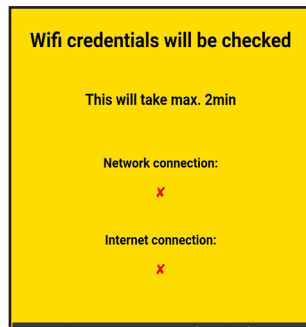 Wifi credentials will be checked
This will take max. 2min
Network connection:
✘
Internet connection:
✘